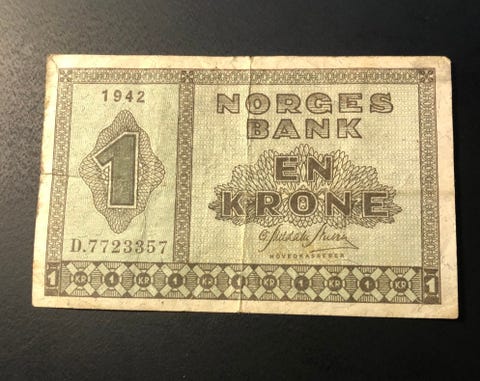 1942
1
D.7723357
NORGES
BANK
EN
KRONE
HOVEDKASSERER
1 KR 1 KR 1 KR 1 KR 1 KR 1 KR 1